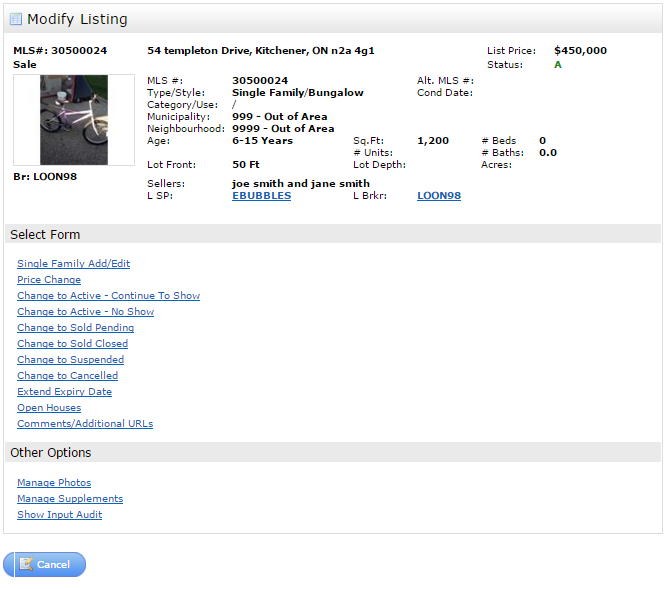 Modify Listing
MLS#: 30500024 54 templeton Drive, Kitchener, ON n2a 4g1 List Price: $450,000
Sale Status: A
MLS #: 30500024 Alt. MLS #:
Type/Style: Single Family/Bungalow Cond Date:
Category/Use: /
Municipality: 999 - Out of Area
Neighbourhood: 9999 - Out of Area
Age: 6-15 Years Sq.Ft: 1,200 # Beds 0
# Units: # Baths: 0.0
Lot Front: 50 Ft Lot Depth: Acres:
Br: LOON98
Sellers: joe smith and jane smith
L SP: EBUBBLES L Brkr: LOON98
Select Form
Single Family Add/Edit
Price Change
Change to Active - Continue To Show
Change to Active - No Show
Change to Sold Pending
Change to Sold Closed
Change to Suspended
Change to Cancelled
Extend Expiry Date
Open Houses
Comments/Additional URLs
Other Options
Manage Photos
Manage Supplements
Show Input Audit
Cancel